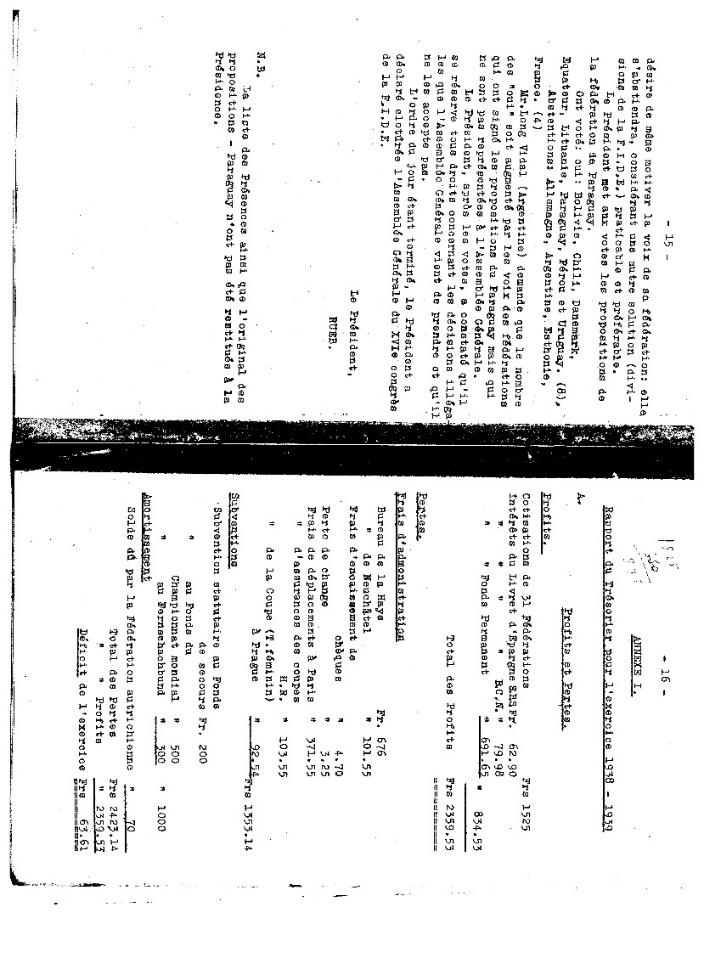 - 15 -
désire de même motiver la voix de sa fédération: elle
s'abstiendra, considérant une autre solution (divi-
sions de la F.I.D.E.) praticable et préférable.
Le Président met aux votes les propositions de
la fédération de Paraguay.
Ont voté: oui: Bolivie, Chili, Danemark,
Equateur, Lituanie, Paraguay, Pérou et Uruguay. (8),
Abstentions: Allemagne, Argentine, Esthonie,
France. (4)
Mr.Long Vidal (Argentine) demande que le nombre
des "oui" soit augmenté par les voix des fédérations
qui ont signé les propositions du Paraguay mais qui
ne sont pas représentées à l'Assemblée Générale.
Le Président, après les votes, a constaté qu'il
se réserve tous droits concernant les décisions illéga-
les que l'Assemblée Générale vient de prendre et qu'il
ne les accepte pas.
L'ordre du jour étant terminé, le Président a
déclaré clotûrée l'Assemblée Générale du XVIe congrès
de la F.I.D.E.
Le Président,
RUEB.
N.B.
La liste des Présences ainsi que l'original des
propositions - Paraguay n'ont pas été restitués à la
Présidence.
- 16 -
ANNEXE I.
Rapport du Trésorier pour l'exercice 1938 - 1939
A. Profits et Pertes.
Profits.
Cotisations de 31 Fédérations Frs 1525
Intérêts du Livret d'Epargne Fr. 62.90
" " " B.C.N. " 79.98
" " Fonds Permanent " 691.65 " 834.53
Total des Profits Frs 2359.53
Pertes.
Frais d'admonistration
Bureau de la Haye Fr. 676
" de Neuchâtel " 101.55
Frais d'encaissement de
chèques " 4.70
Perte de change " 3.25
Frais de déplacements à Paris " 371.55
" d'assurances des coupes
H.R. " 103.55
" de la Coupe (T.féminin)
à Prague " 92.54 Frs 1353.14
Subventions
Subvention statutaire au Fonds
de secours Fr. 200
" au Fonds du
Championnat mondial " 500
" au Fernschachbund " 300 " 1000
Amortissement
Solde dû par la Fédération autrichienne " 70
Total des Pertes Frs 2423.14
" " Profits " 2359.53
Déficit de l'exercice Frs 63.61